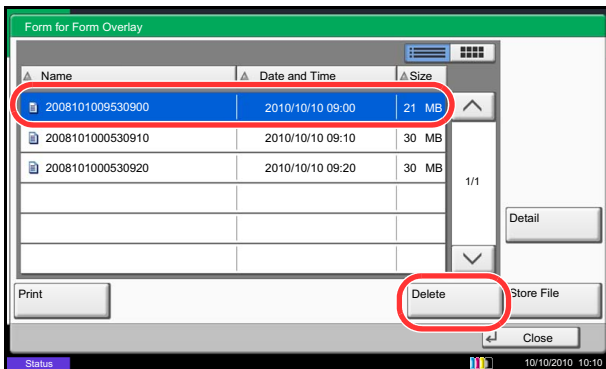 Form for Form Overlay
Name Date and Time Size
2008101009530900 2010/10/10 09:00 21 MB
2008101000530910 2010/10/10 09:10 30 MB
2008101000530920 2010/10/10 09:20 30 MB
1/1
Detail
Print Delete Store File
Close
Status 10/10/2010 10:10